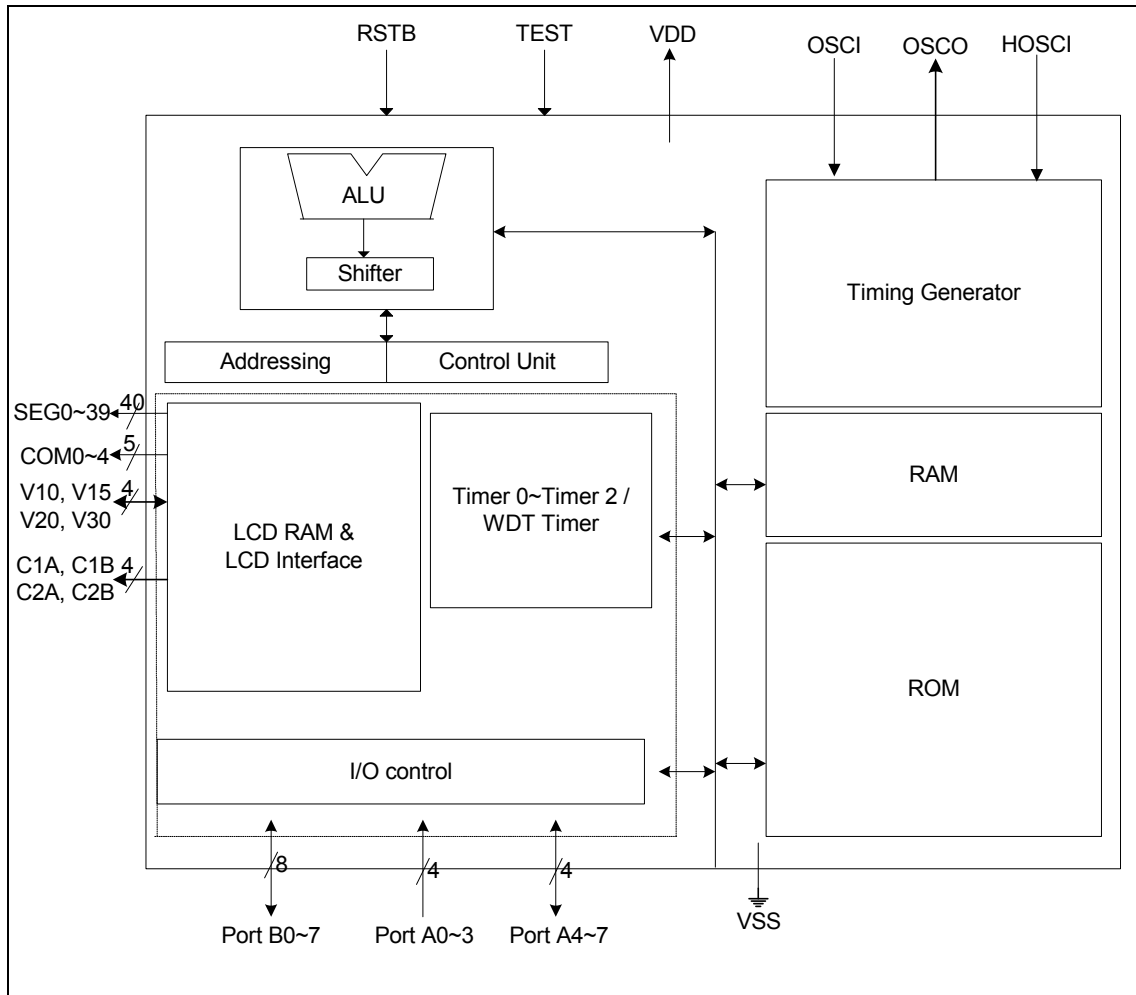 RSTB
TEST
VDD
OSCI
OSCO
HOSCI
ALU
Shifter
Timing Generator
Addressing
Control Unit
SEG0~39
40
COM0~4
5
V10, V15
4
V20, V30
C1A, C1B
4
C2A, C2B
LCD RAM &
LCD Interface
Timer 0~Timer 2 /
WDT Timer
RAM
ROM
I/O control
8
4
4
Port B0~7
Port A0~3
Port A4~7
VSS